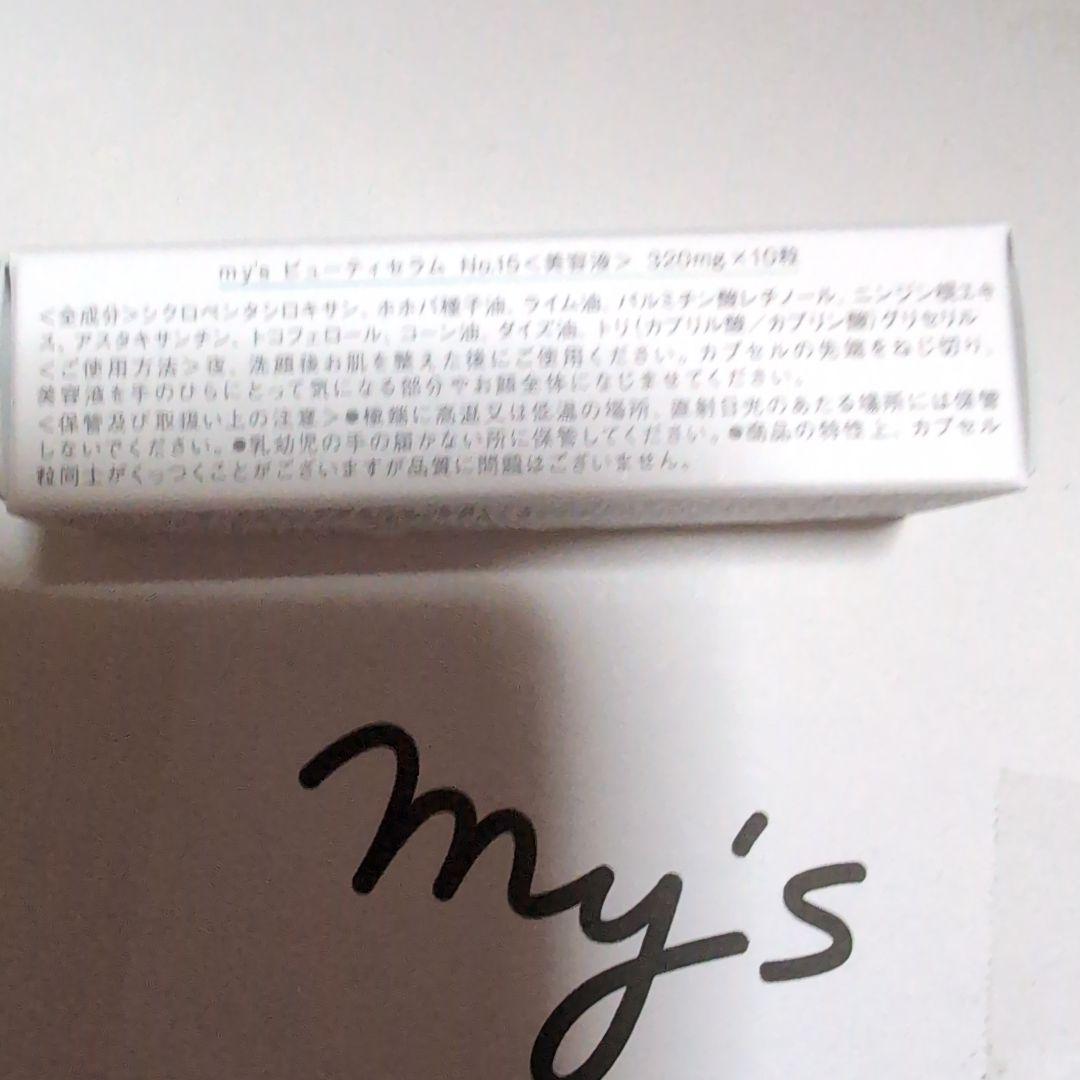 my's ビューティセラム No.15＜美容液＞ 320mg×10粒
＜全成分＞シクロペンタシロキサン、ホホバ種子油、ライム油、パルミチン酸レチノール、ニンジン根エキ
ス、アスタキサンチン、トコフェロール、コーン油、ダイズ油、トリ(カプリル酸／カプリン酸)グリセリル
＜ご使用方法＞夜、洗顔後お肌を整えた後にご使用ください。カプセルの先端をねじ切り、
美容液を手のひらにとって気になる部分やお顔全体になじませてください。
＜保管及び取扱い上の注意＞●極端に高温又は低温の場所、直射日光のあたる場所には保管
しないでください。●乳幼児の手の届かない所に保管してください。●商品の特性上、カプセル
粒同士がくっつくことがございますが品質に問題はございません。
my's